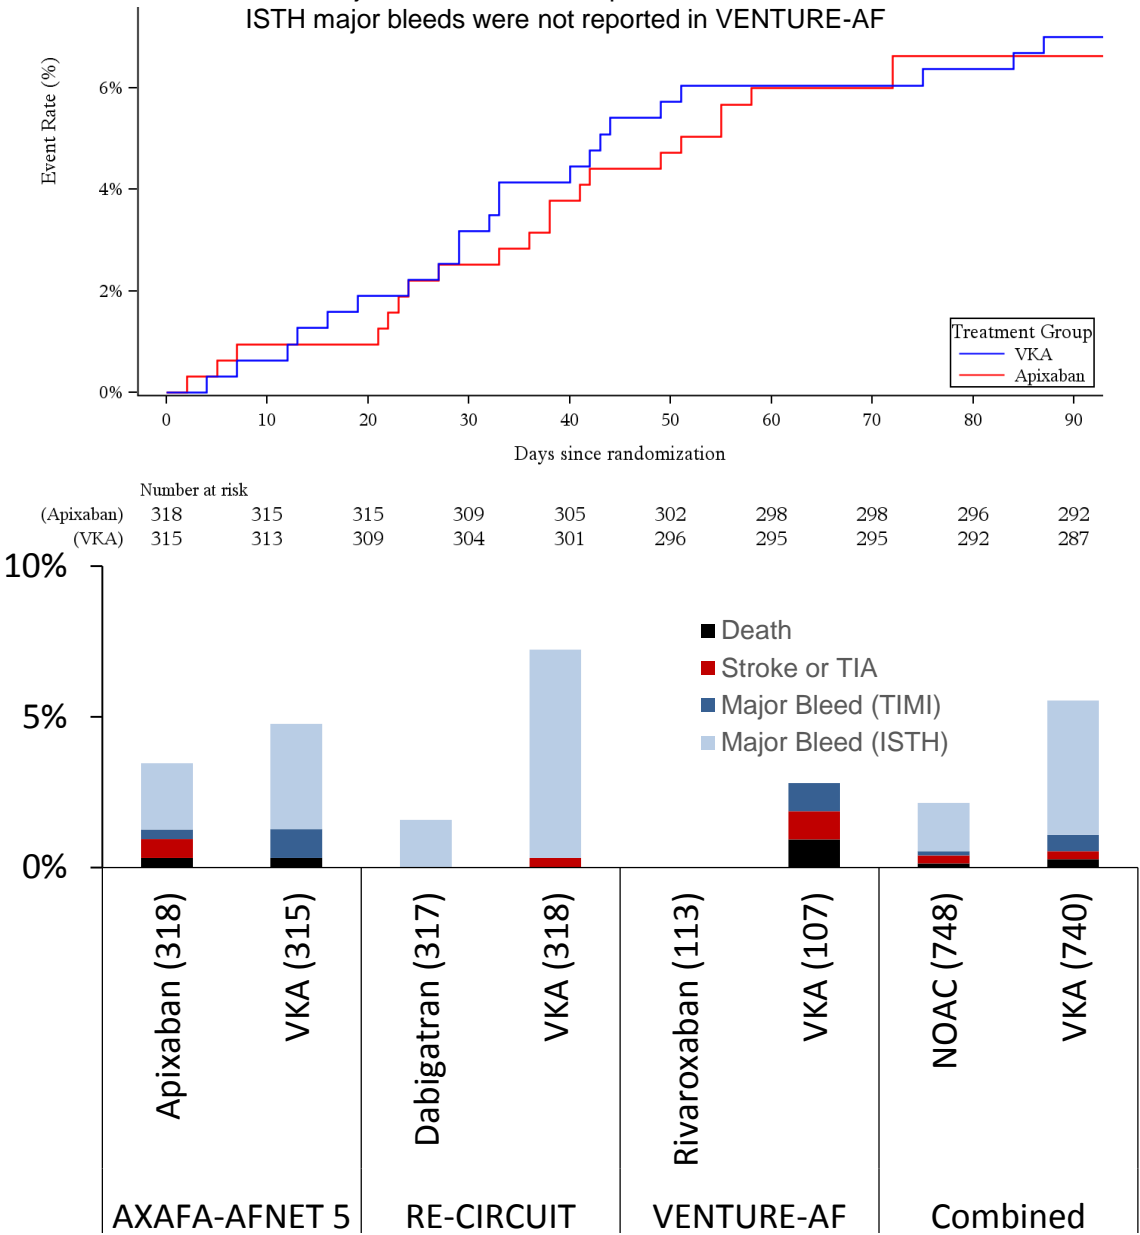 ISTH major bleeds were not reported in VENTURE-AF
Event Rate (%)
6%
4%
2%
0%
Treatment Group
VKA
Apixaban
0 10 20 30 40 50 60 70 80 90
Days since randomization
Number at risk
(Apixaban) 318 315 315 309 305 302 298 298 296 292
(VKA) 315 313 309 304 301 296 295 295 292 287
10%
5%
0%
Death
Stroke or TIA
Major Bleed (TIMI)
Major Bleed (ISTH)
Apixaban (318)
VKA (315)
Dabigatran (317)
VKA (318)
Rivaroxaban (113)
VKA (107)
NOAC (748)
VKA (740)
AXAFA-AFNET 5 RE-CIRCUIT VENTURE-AF Combined